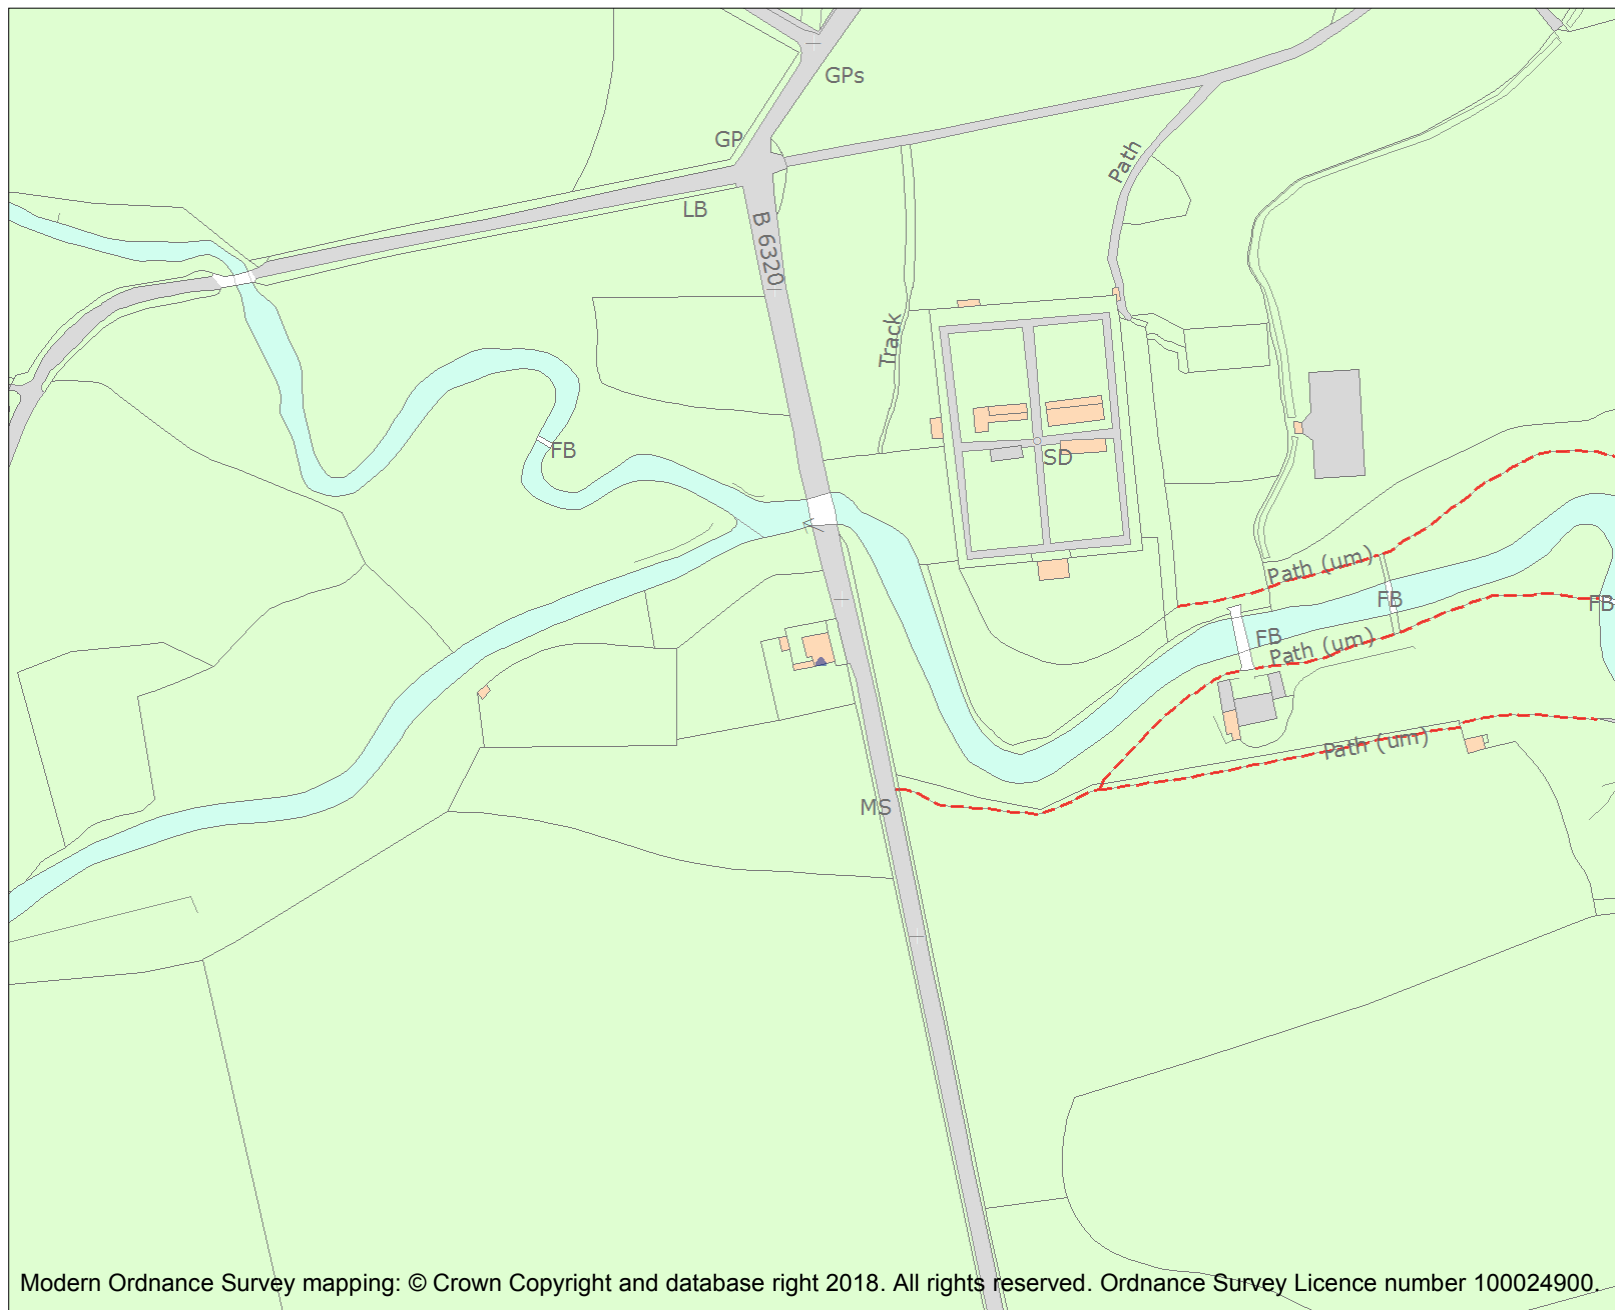 GPs
GP
Path
LB
B 6320
Track
FB
SD
Path (um)
FB
FB
FB
Path (um)
Path (um)
MS
Modern Ordnance Survey mapping: © Crown Copyright and database right 2018. All rights reserved. Ordnance Survey Licence number 100024900.